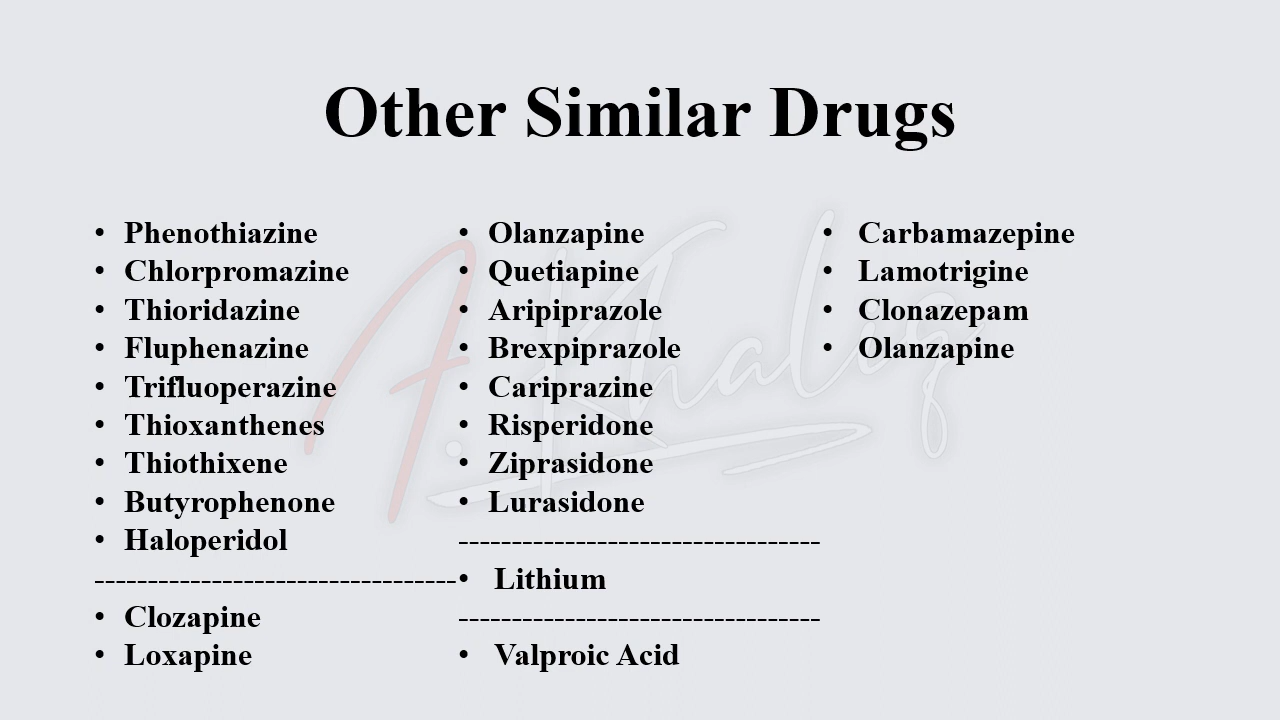 Other Similar Drugs
• Phenothiazine
• Chlorpromazine
• Thioridazine
• Fluphenazine
• Trifluoperazine
• Thioxanthenes
• Thiothixene
• Butyrophenone
• Haloperidol
----------------------------------
• Clozapine
• Loxapine
• Olanzapine
• Quetiapine
• Aripiprazole
• Brexpiprazole
• Cariprazine
• Risperidone
• Ziprasidone
• Lurasidone
----------------------------------
• Lithium
----------------------------------
• Valproic Acid
• Carbamazepine
• Lamotrigine
• Clonazepam
• Olanzapine
A.Khaliq